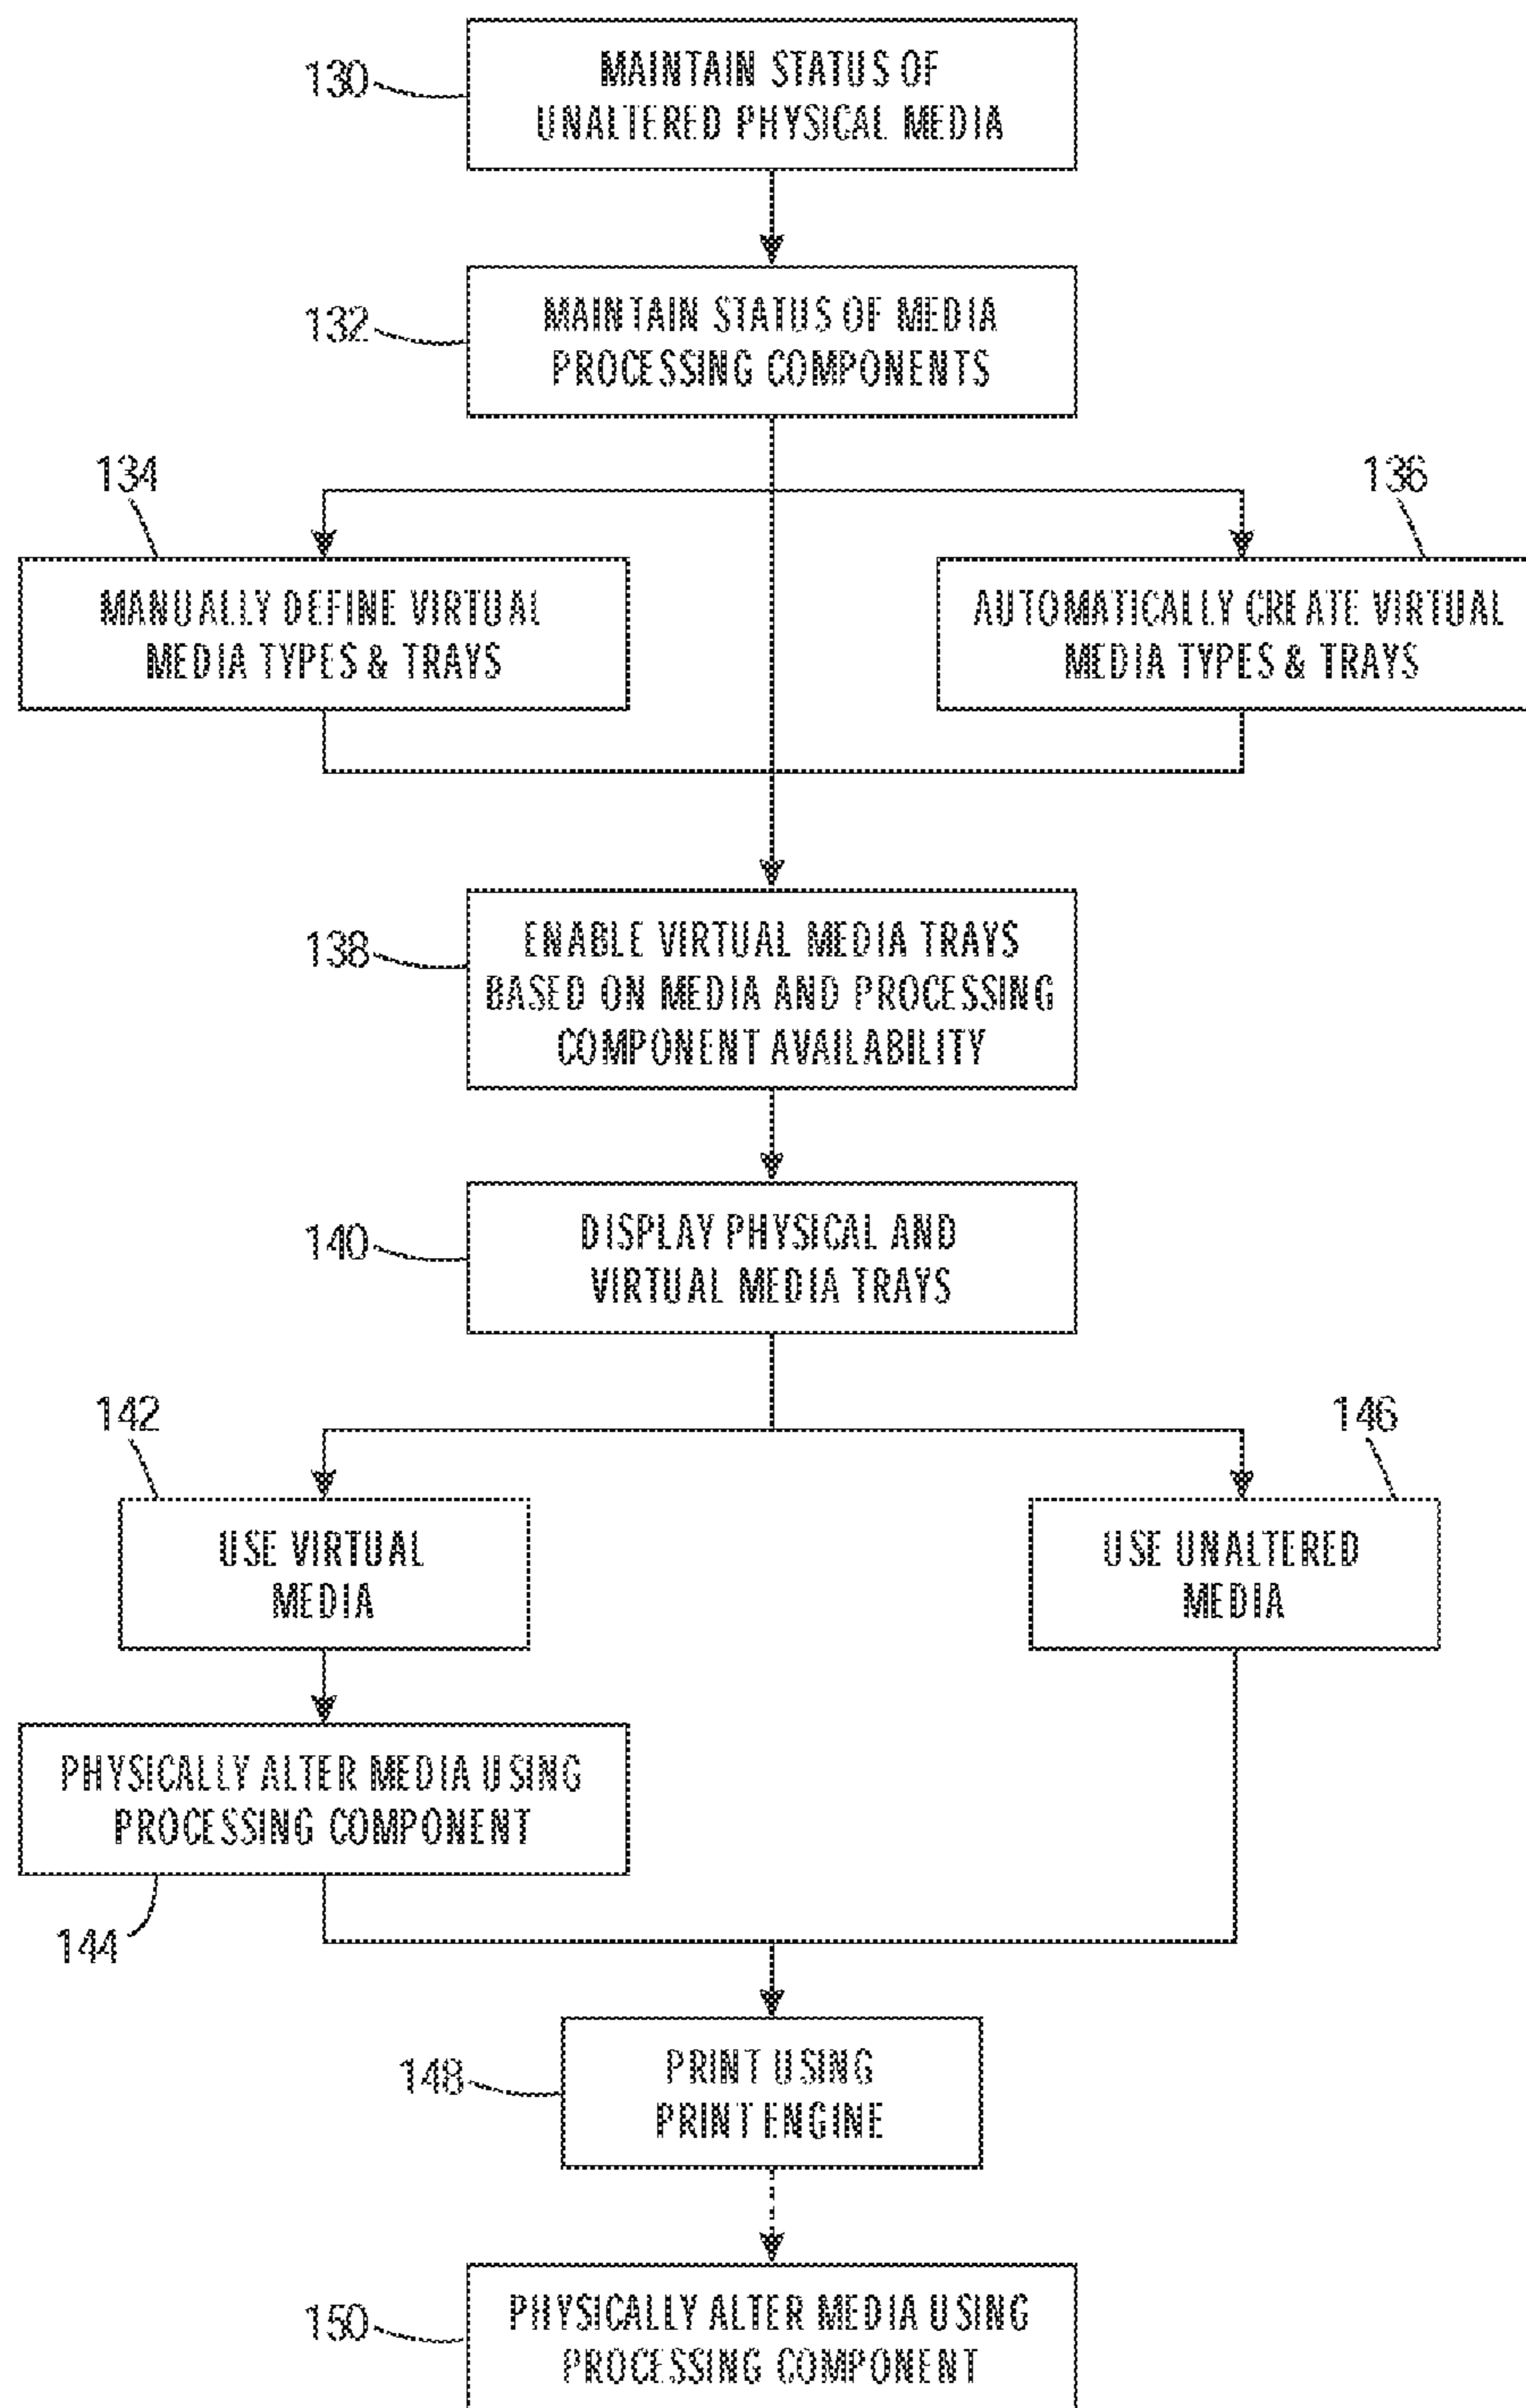 130
MAINTAIN STATUS OF
UNALTERED PHYSICAL MEDIA
132
MAINTAIN STATUS OF MEDIA
PROCESSING COMPONENTS
134
MANUALLY DEFINE VIRTUAL
MEDIA TYPES & TRAYS
136
AUTOMATICALLY CREATE VIRTUAL
MEDIA TYPES & TRAYS
138
ENABLE VIRTUAL MEDIA TRAYS
BASED ON MEDIA AND PROCESSING
COMPONENT AVAILABILITY
140
DISPLAY PHYSICAL AND
VIRTUAL MEDIA TRAYS
142
USE VIRTUAL
MEDIA
146
USE UNALTERED
MEDIA
PHYSICALLY ALTER MEDIA USING
PROCESSING COMPONENT
144
148
PRINT USING
PRINT ENGINE
150
PHYSICALLY ALTER MEDIA USING
PROCESSING COMPONENT